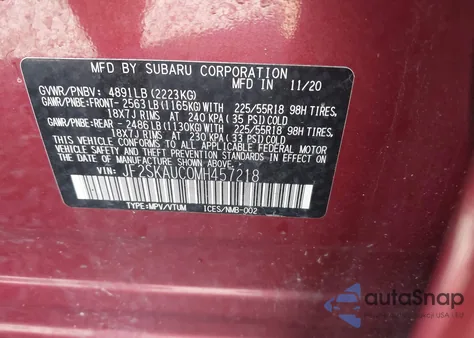 MFD BY SUBARU CORPORATION
GVWR/PNBV: 4891LB (2223KG) MFD IN 11/20
GAWR/PNBE:FRONT- 2563LB(1165KG)WITH 225/55R18 98H TIRES,
18X7J RIMS AT 240 KPA (35 PSI)COLD
GAWR/PNBE:REAR - 2486LB(1130KG)WITH 225/55R18 98H TIRES,
18X7J RIMS AT 230 KPA (33 PSI)COLD
THIS VEHICLE CONFORMS TO ALL APPLICABLE FEDERAL MOTOR
VEHICLE SAFETY AND THEFT PREVENTION STANDARDS IN
EFFECT ON THE DATE OF MANUFACTURE SHOWN ABOVE.
VIN: JF2SKAUC0MH457218
TYPE:MPV/VTUM ICES/NMB-002
autoSnap